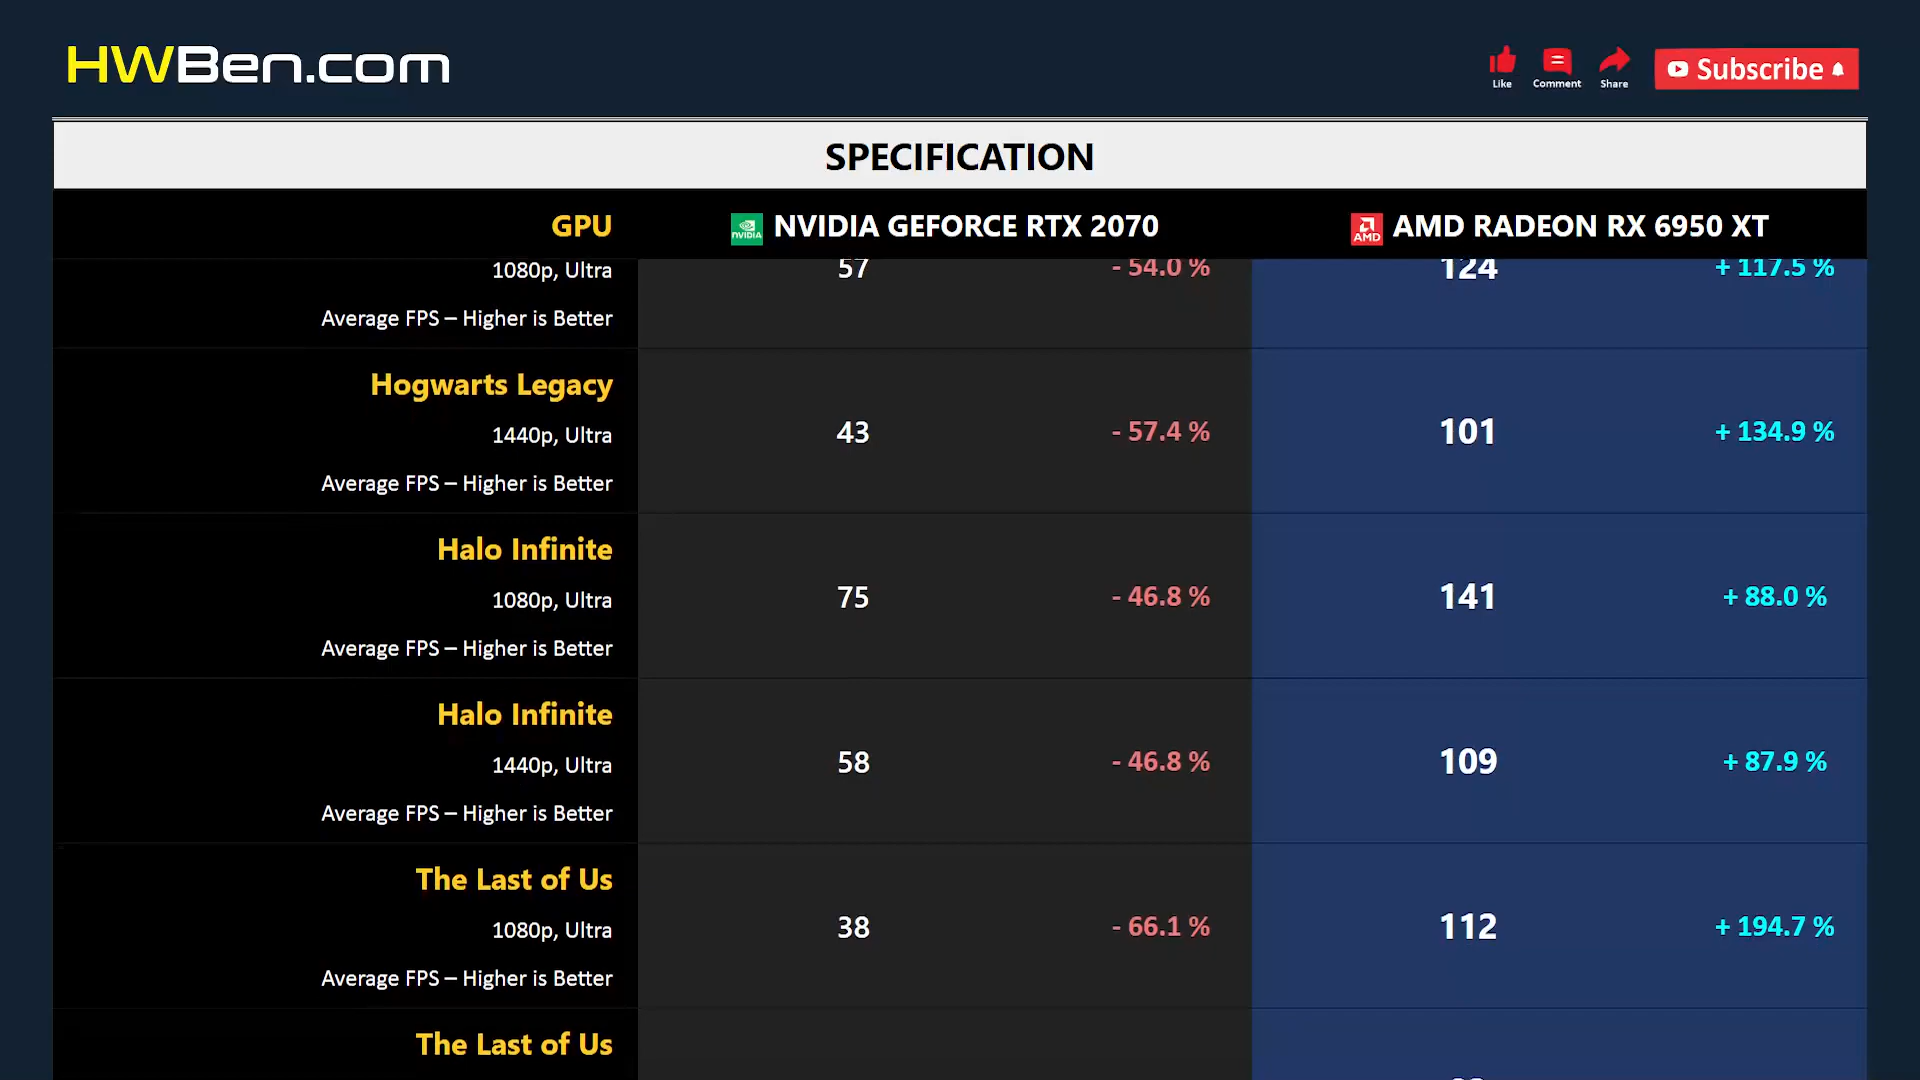 HWBen.com
Like
Comment
Share
Subscribe
SPECIFICATION
GPU
NVIDIA
NVIDIA GEFORCE RTX 2070
AMD
AMD RADEON RX 6950 XT
1080p, Ultra
57
- 54.0 %
124
+ 117.5 %
Average FPS – Higher is Better
Hogwarts Legacy
1440p, Ultra
43
- 57.4 %
101
+ 134.9 %
Average FPS – Higher is Better
Halo Infinite
1080p, Ultra
75
- 46.8 %
141
+ 88.0 %
Average FPS – Higher is Better
Halo Infinite
1440p, Ultra
58
- 46.8 %
109
+ 87.9 %
Average FPS – Higher is Better
The Last of Us
1080p, Ultra
38
- 66.1 %
112
+ 194.7 %
Average FPS – Higher is Better
The Last of Us